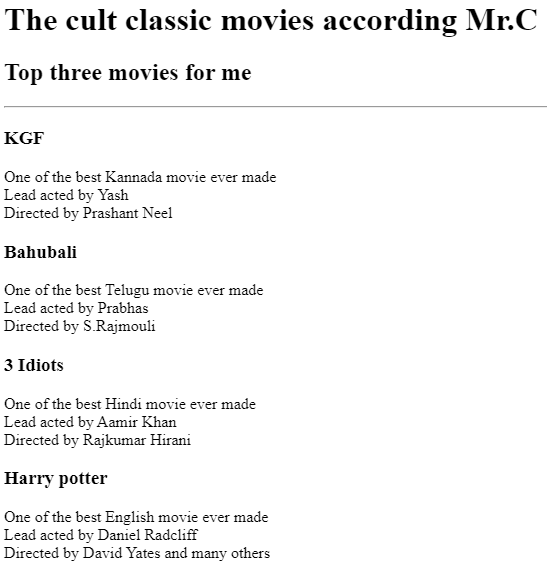 The cult classic movies according Mr.C
Top three movies for me
KGF
One of the best Kannada movie ever made
Lead acted by Yash
Directed by Prashant Neel
Bahubali
One of the best Telugu movie ever made
Lead acted by Prabhas
Directed by S.Rajmouli
3 Idiots
One of the best Hindi movie ever made
Lead acted by Aamir Khan
Directed by Rajkumar Hirani
Harry potter
One of the best English movie ever made
Lead acted by Daniel Radcliff
Directed by David Yates and many others